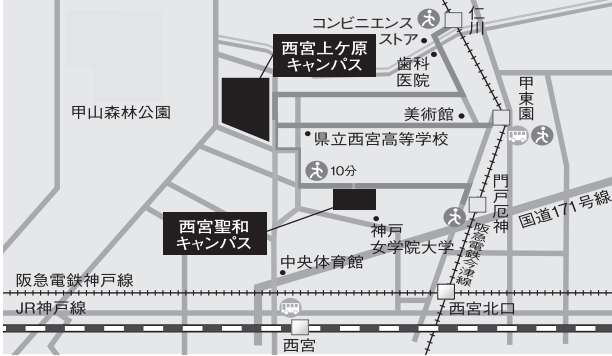 コンビニエンス
ストア
仁川
西宮上ケ原
キャンパス
歯科
医院
甲東園
甲山森林公園
美術館
県立西宮高等学校
10分
門戸厄神
国道171号線
西宮聖和
キャンパス
神戸
女学院大学
阪急電鉄今津線
中央体育館
阪急電鉄神戸線
JR神戸線
西宮北口
西宮